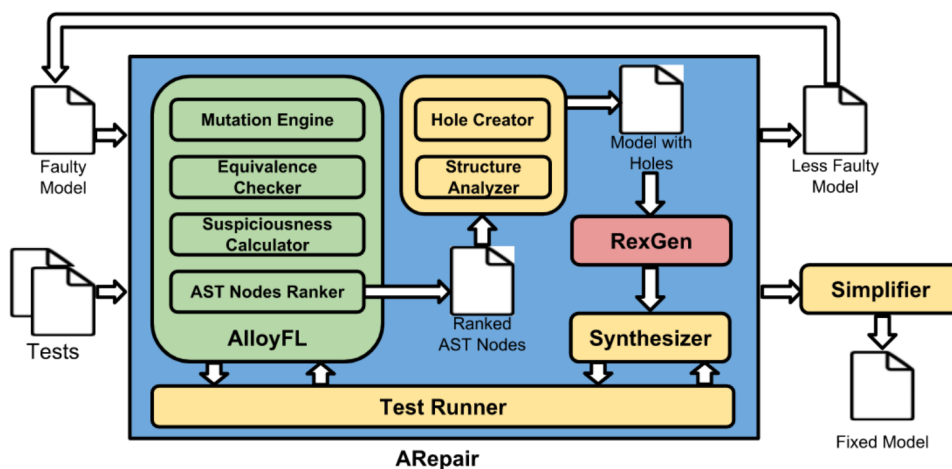 Faulty
Model
Tests
Mutation Engine
Equivalence
Checker
Suspiciousness
Calculator
AST Nodes Ranker
AlloyFL
Hole Creator
Structure
Analyzer
Ranked
AST Nodes
Model with
Holes
RexGen
Synthesizer
Test Runner
ARepair
Less Faulty
Model
Simplifier
Fixed Model